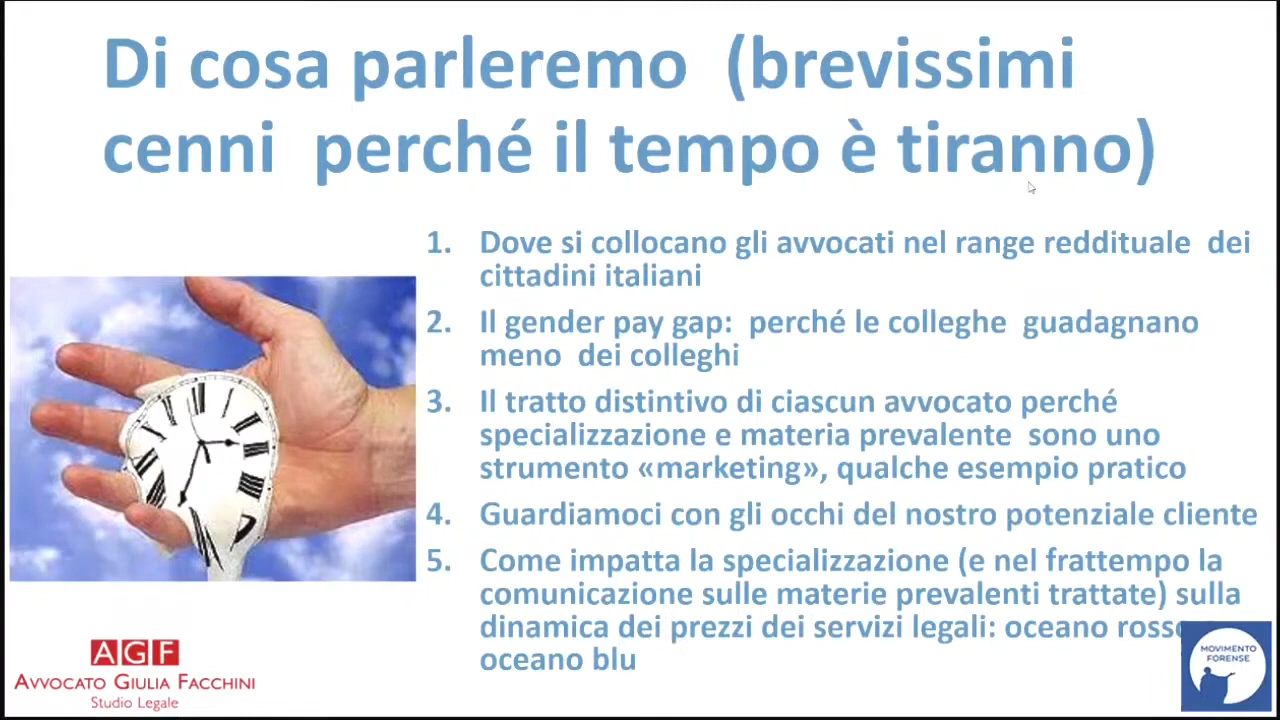 Di cosa parleremo (brevissimi
cenni perché il tempo è tiranno)
1. Dove si collocano gli avvocati nel range reddituale dei
cittadini italiani
2. Il gender pay gap: perché le colleghe guadagnano
meno dei colleghi
3. Il tratto distintivo di ciascun avvocato perché
specializzazione e materia prevalente sono uno
strumento «marketing», qualche esempio pratico
4. Guardiamoci con gli occhi del nostro potenziale cliente
5. Come impatta la specializzazione (e nel frattempo la
comunicazione sulle materie prevalenti trattate) sulla
dinamica dei prezzi dei servizi legali: oceano rosso
oceano blu
AGF
AVVOCATO GIULIA FACCHINI
Studio Legale
MOVIMENTO
FORENSE